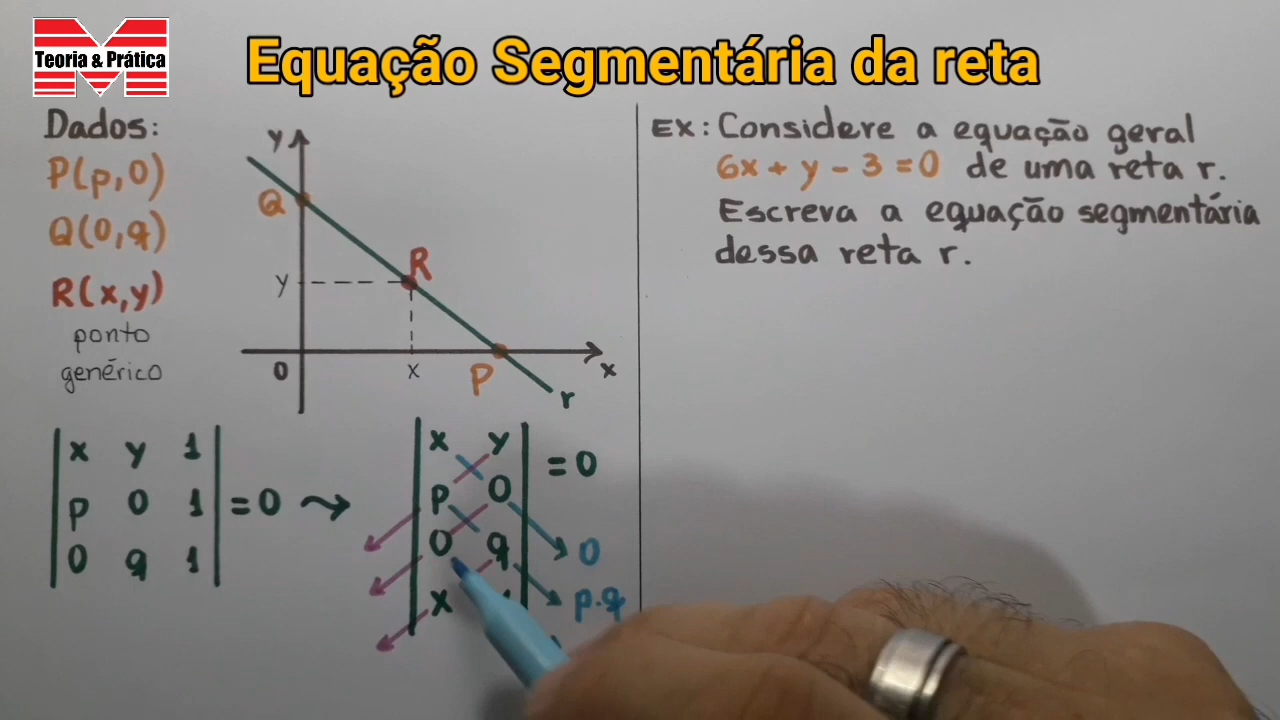 Teoria & Prática
Equação Segmentária da reta
Dados:
P(p,0)
Q(0,q)
R(x,y)
ponto
genérico
y
Q
R
y
0
x
P
x
r
x y 1
p 0 1 = 0
0 q 1
x y
= 0
p 0
0 q
x
0
p.q
EX: Considere a equação geral
6x + y - 3 = 0 de uma reta r.
Escreva a equação segmentária
dessa reta r.